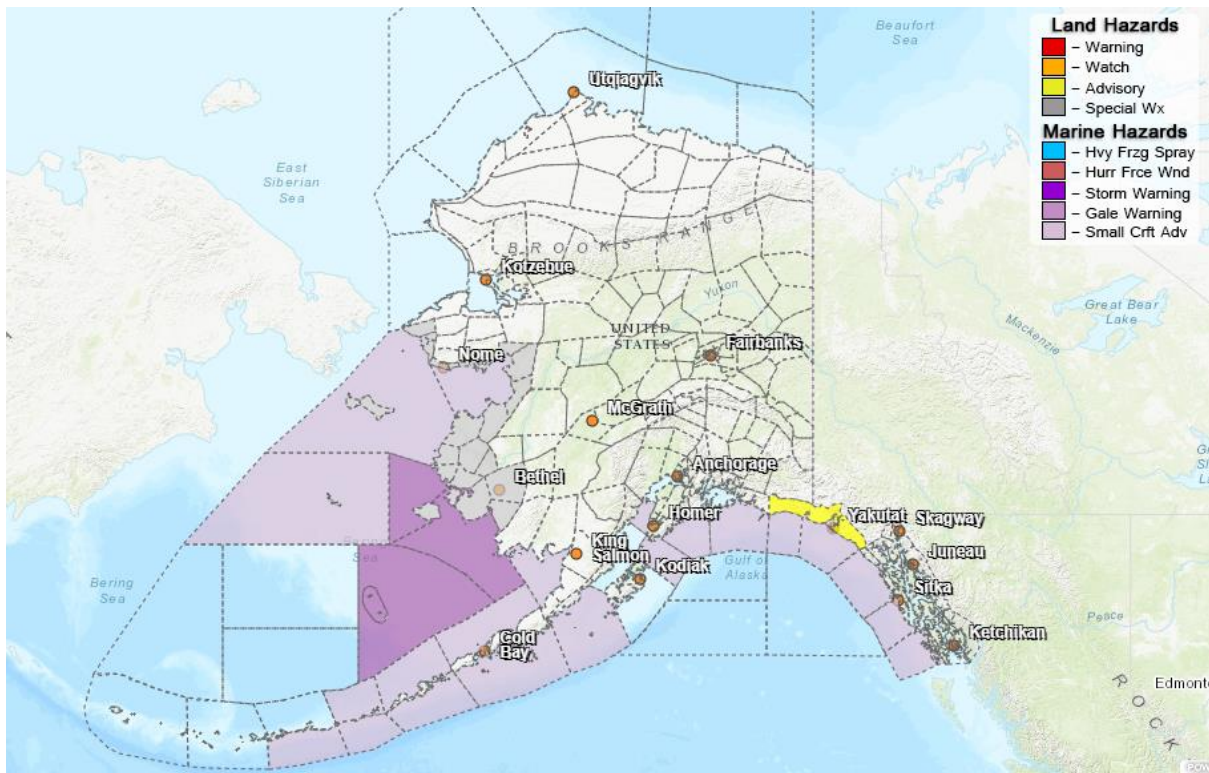 Land Hazards
– Warning
– Watch
– Advisory
– Special Wx
Marine Hazards
– Hvy Frzg Spray
– Hurr Frce Wnd
– Storm Warning
– Gale Warning
– Small Crft Adv
Beaufort
Sea
Utqiagvik
East
Siberian
Sea
BROOKS RANGE
Kotzebue
Yukon
Great Bear
Lake
Mackenzie
UNITED
STATES
Fairbanks
Nome
McGrath
Anchorage
Bethel
Homer
Yakutat
Skagway
King
Salmon
Juneau
Kodiak
Gulf of
Alaska
Sea
Bering
Sea
Sitka
Peace
Ketchikan
Cold
Bay
Edmont
ROCK